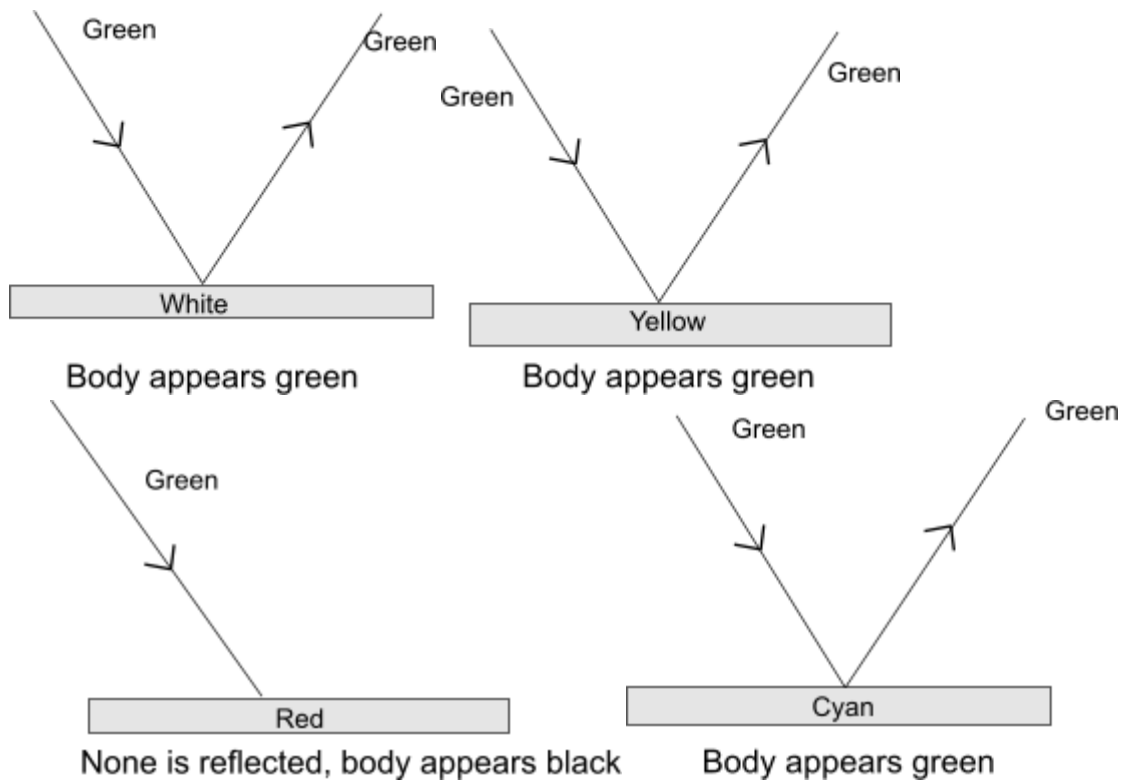 Green
Green
White
Body appears green
Green
Green
Yellow
Body appears green
Green
Red
None is reflected, body appears black
Green
Green
Cyan
Body appears green